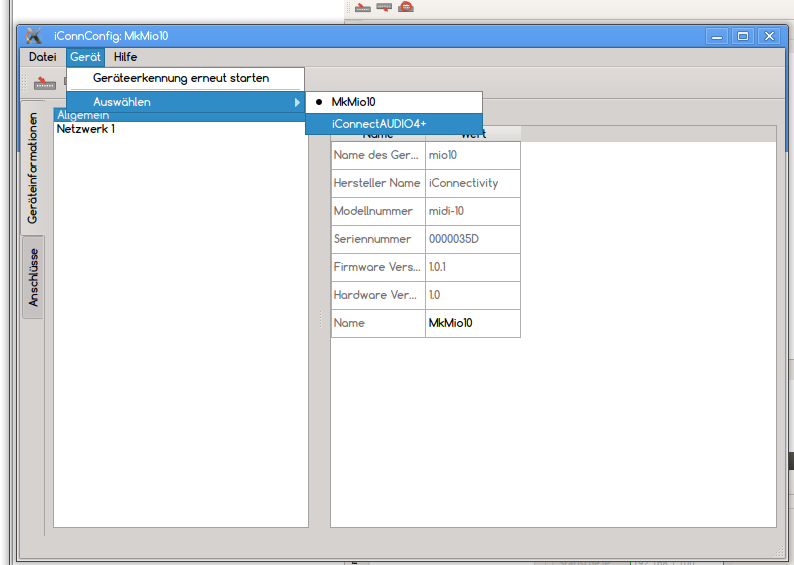 iConnConfig: MkMio10
Datei Gerät Hilfe
Geräteerkennung erneut starten
Auswählen
MkMio10
iConnectAUDIO4+
Geräteinformationen
Anschlüsse
Allgemein
Netzwerk 1
Name Wert
Name des Ger... mio10
Hersteller Name iConnectivity
Modellnummer midi-10
Seriennummer 0000035D
Firmware Vers... 1.0.1
Hardware Ver... 1.0
Name MkMio10